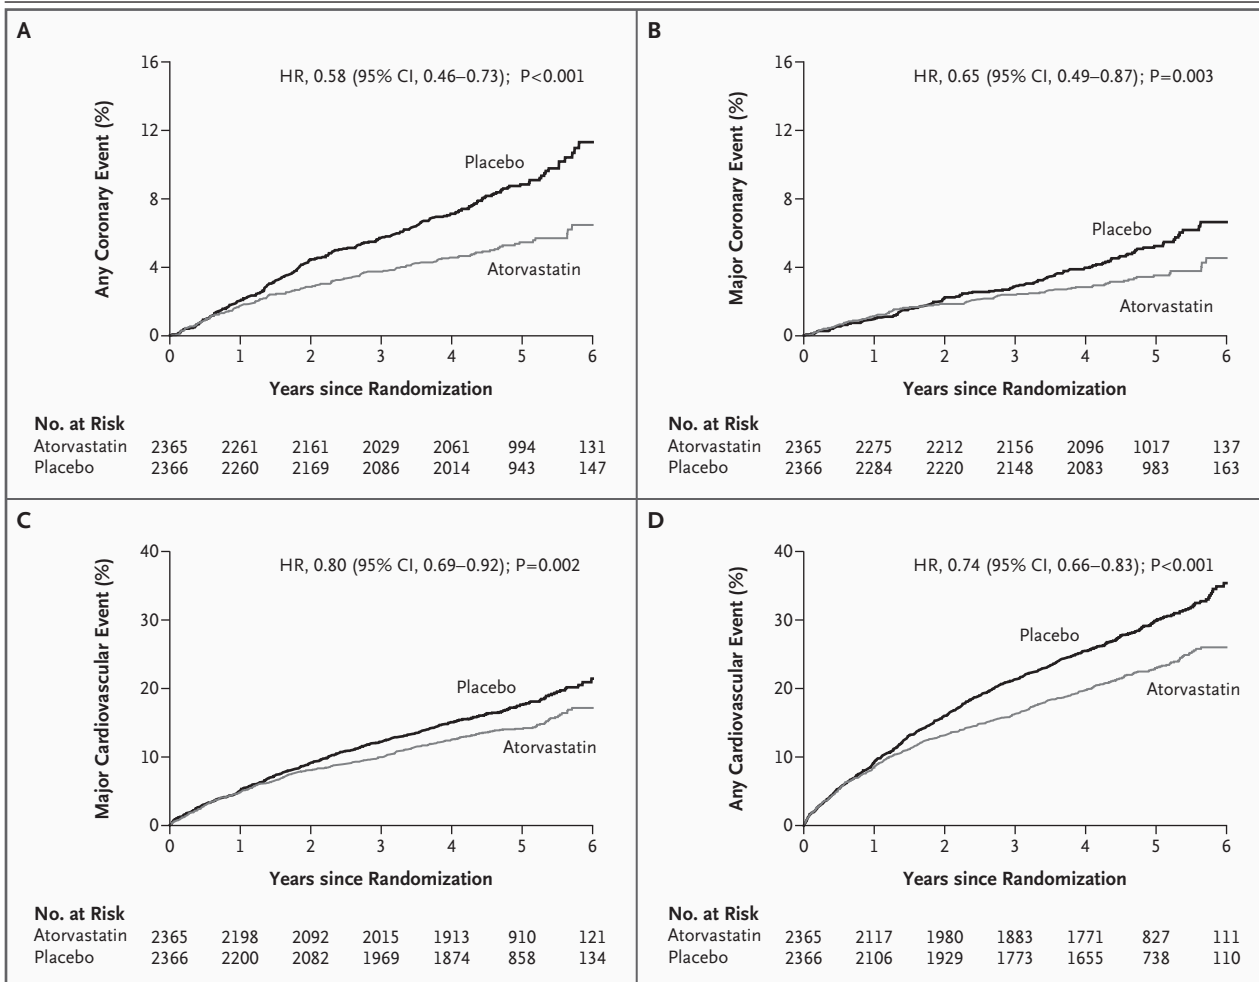 A
HR, 0.58 (95% CI, 0.46–0.73); P<0.001
Any Coronary Event (%)
16
12
8
4
0
Placebo
Atorvastatin
0 1 2 3 4 5 6
Years since Randomization
No. at Risk
Atorvastatin 2365 2261 2161 2029 2061 994 131
Placebo 2366 2260 2169 2086 2014 943 147
B
HR, 0.65 (95% CI, 0.49–0.87); P=0.003
Major Coronary Event (%)
16
12
8
4
0
Placebo
Atorvastatin
0 1 2 3 4 5 6
Years since Randomization
No. at Risk
Atorvastatin 2365 2275 2212 2156 2096 1017 137
Placebo 2366 2284 2220 2148 2083 983 163
C
HR, 0.80 (95% CI, 0.69–0.92); P=0.002
Major Cardiovascular Event (%)
40
30
20
10
0
Placebo
Atorvastatin
0 1 2 3 4 5 6
Years since Randomization
No. at Risk
Atorvastatin 2365 2198 2092 2015 1913 910 121
Placebo 2366 2200 2082 1969 1874 858 134
D
HR, 0.74 (95% CI, 0.66–0.83); P<0.001
Any Cardiovascular Event (%)
40
30
20
10
0
Placebo
Atorvastatin
0 1 2 3 4 5 6
Years since Randomization
No. at Risk
Atorvastatin 2365 2117 1980 1883 1771 827 111
Placebo 2366 2106 1929 1773 1655 738 110